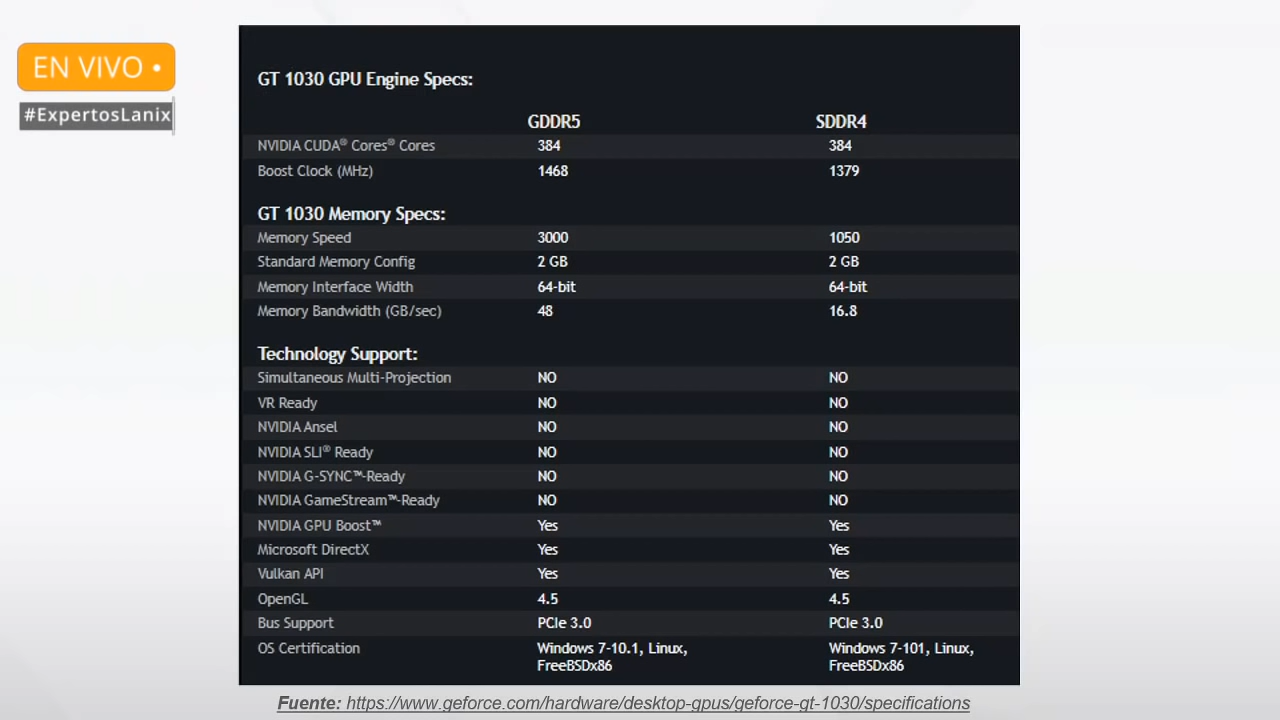 EN VIVO •
#ExpertosLanix
GT 1030 GPU Engine Specs:
GDDR5 SDDR4
NVIDIA CUDA® Cores® Cores 384 384
Boost Clock (MHz) 1468 1379
GT 1030 Memory Specs:
Memory Speed 3000 1050
Standard Memory Config 2 GB 2 GB
Memory Interface Width 64-bit 64-bit
Memory Bandwidth (GB/sec) 48 16.8
Technology Support:
Simultaneous Multi-Projection NO NO
VR Ready NO NO
NVIDIA Ansel NO NO
NVIDIA SLI® Ready NO NO
NVIDIA G-SYNC™-Ready NO NO
NVIDIA GameStream™-Ready NO NO
NVIDIA GPU Boost™ Yes Yes
Microsoft DirectX Yes Yes
Vulkan API Yes Yes
OpenGL 4.5 4.5
Bus Support PCIe 3.0 PCIe 3.0
OS Certification Windows 7-10.1, Linux, Windows 7-101, Linux,
FreeBSDx86 FreeBSDx86
Fuente: https://www.geforce.com/hardware/desktop-gpus/geforce-gt-1030/specifications